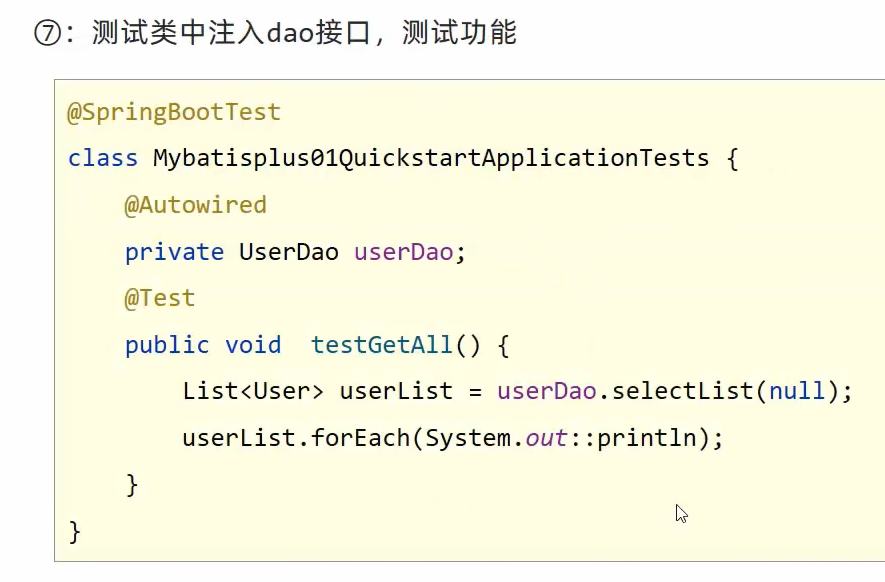 ⑦：测试类中注入dao接口，测试功能
@SpringBootTest
class Mybatisplus01QuickstartApplicationTests {
    @Autowired
    private UserDao userDao;
    @Test
    public void  testGetAll() {
        List<User> userList = userDao.selectList(null);
        userList.forEach(System.out::println);
    }
}